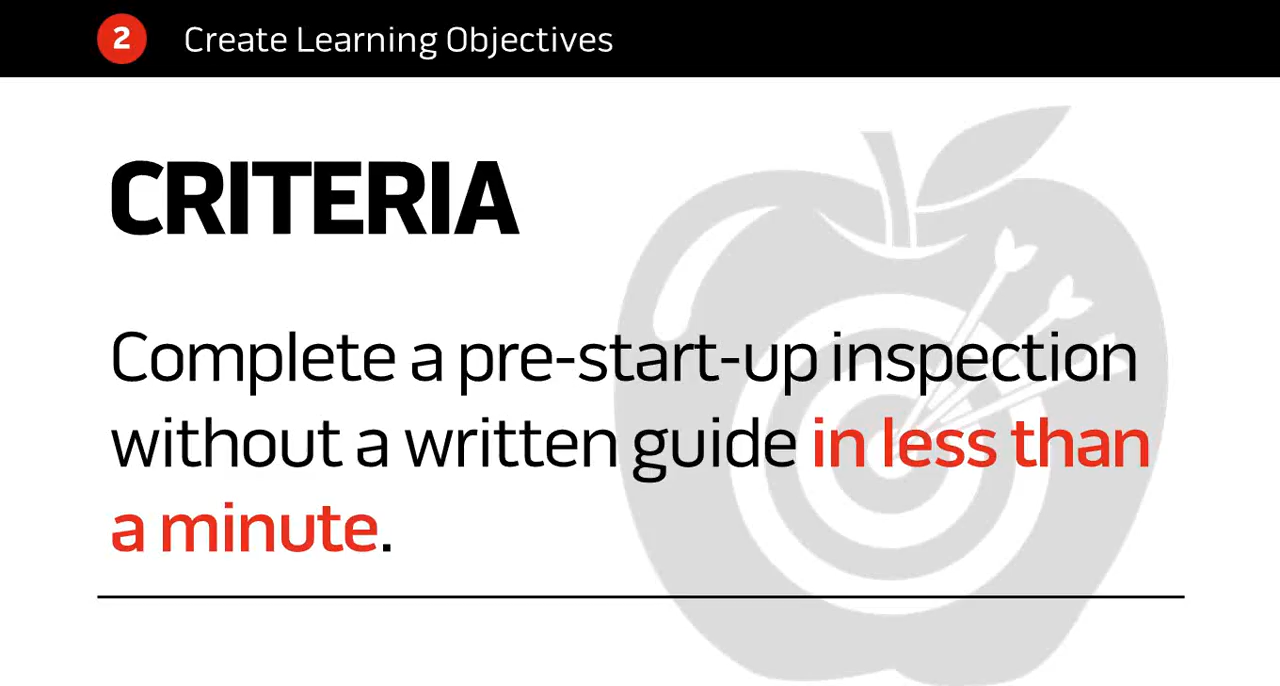 2 Create Learning Objectives
CRITERIA
Complete a pre-start-up inspection
without a written guide in less than
a minute.